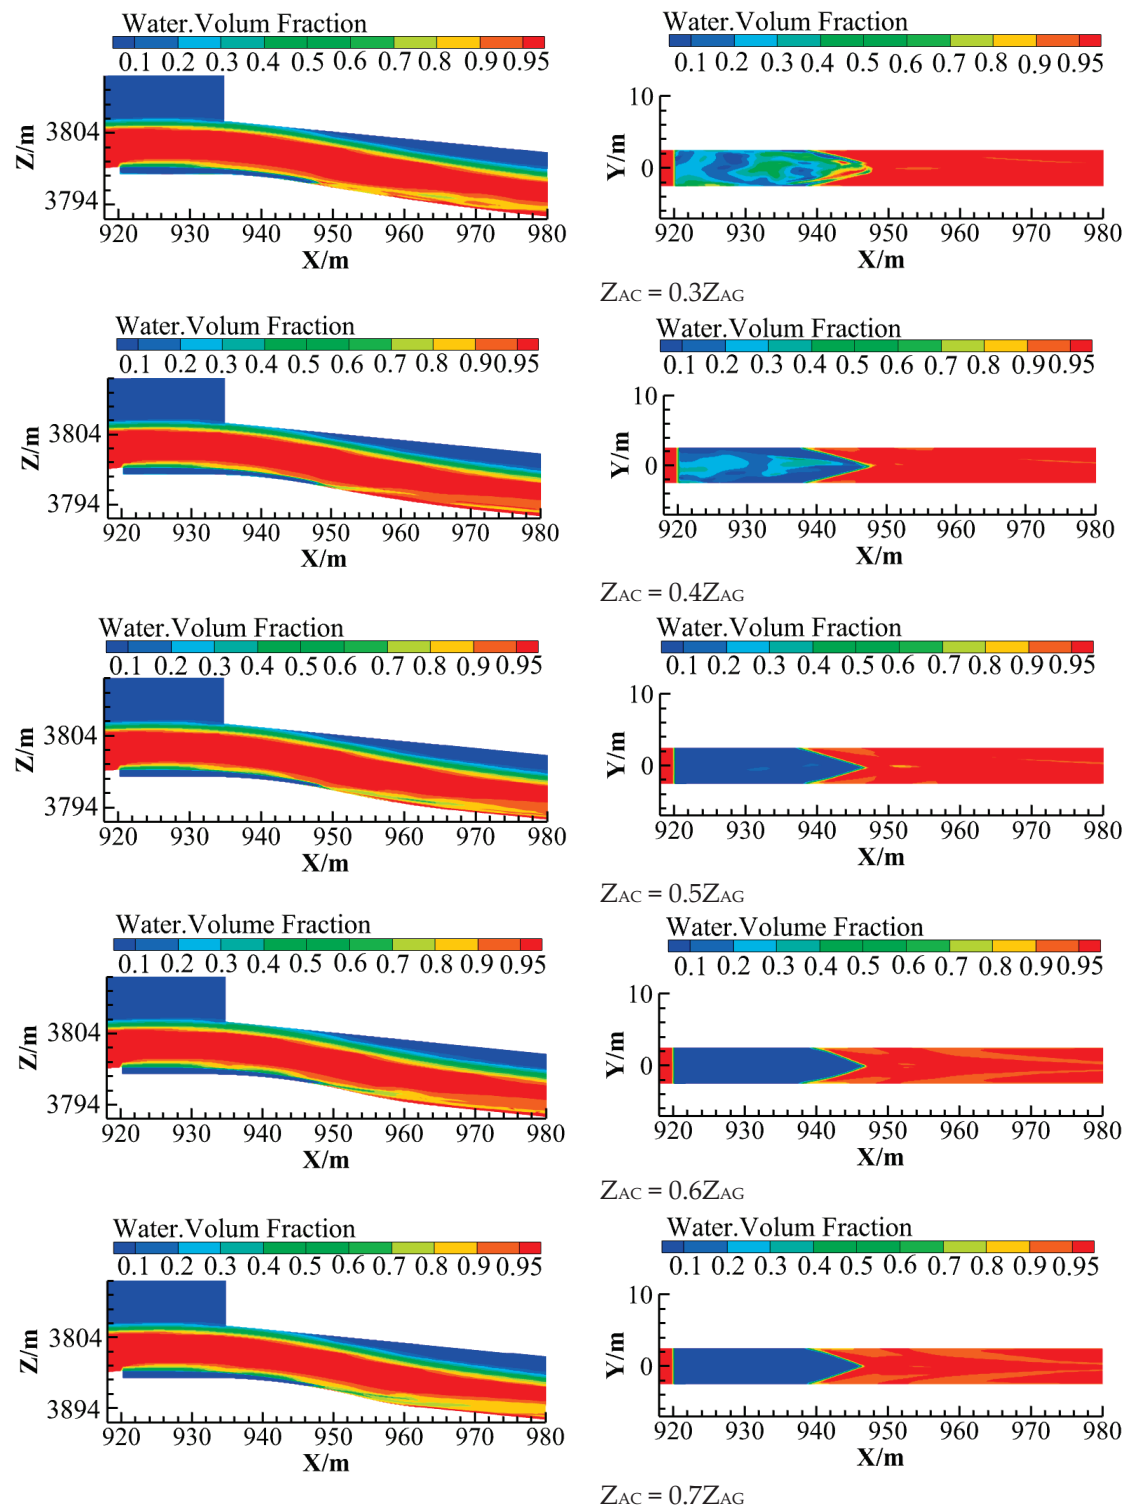 Water.Volum Fraction
0.1 0.2 0.3 0.4 0.5 0.6 0.7 0.8 0.9 0.95
Z/m
3804
3794
920 930 940 950 960 970 980
X/m
Water.Volum Fraction
0.1 0.2 0.3 0.4 0.5 0.6 0.7 0.8 0.9 0.95
Y/m
10
0
920 930 940 950 960 970 980
X/m
ZAC = 0.3ZAG
Water.Volum Fraction
0.1 0.2 0.3 0.4 0.5 0.6 0.7 0.8 0.9 0.95
Z/m
3804
3794
920 930 940 950 960 970 980
X/m
Water.Volum Fraction
0.1 0.2 0.3 0.4 0.5 0.6 0.7 0.8 0.9 0.95
Y/m
10
0
920 930 940 950 960 970 980
X/m
ZAC = 0.4ZAG
Water.Volum Fraction
0.1 0.2 0.3 0.4 0.5 0.6 0.7 0.8 0.9 0.95
Z/m
3804
3794
920 930 940 950 960 970 980
X/m
Water.Volum Fraction
0.1 0.2 0.3 0.4 0.5 0.6 0.7 0.8 0.9 0.95
Y/m
10
0
920 930 940 950 960 970 980
X/m
ZAC = 0.5ZAG
Water.Volume Fraction
0.1 0.2 0.3 0.4 0.5 0.6 0.7 0.8 0.9 0.95
Z/m
3804
3794
920 930 940 950 960 970 980
X/m
Water.Volume Fraction
0.1 0.2 0.3 0.4 0.5 0.6 0.7 0.8 0.9 0.95
Y/m
10
0
920 930 940 950 960 970 980
X/m
ZAC = 0.6ZAG
Water.Volum Fraction
0.1 0.2 0.3 0.4 0.5 0.6 0.7 0.8 0.9 0.95
Z/m
3804
3894
920 930 940 950 960 970 980
X/m
Water.Volum Fraction
0.1 0.2 0.3 0.4 0.5 0.6 0.7 0.8 0.9 0.95
Y/m
10
0
920 930 940 950 960 970 980
X/m
ZAC = 0.7ZAG